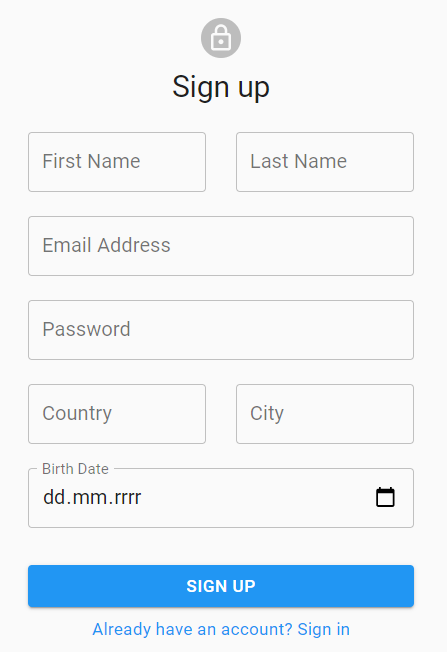 Sign up
First Name Last Name
Email Address
Password
Country City
Birth Date
dd.mm.rrrr
SIGN UP
Already have an account? Sign in